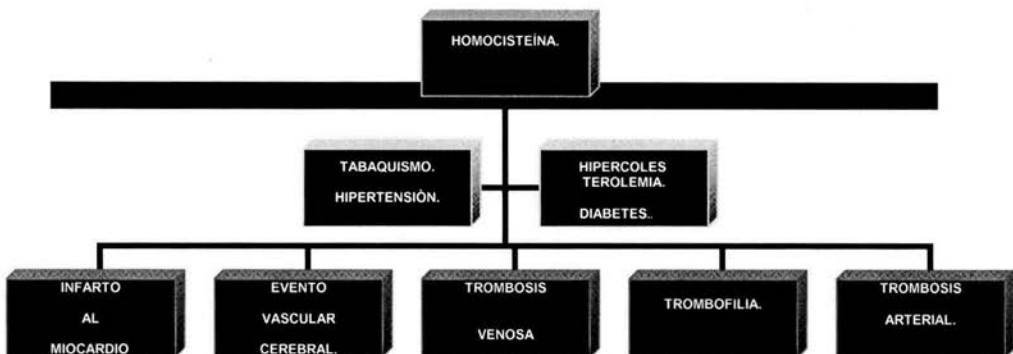 HOMOCISTEÍNA.
TABAQUISMO.
HIPERTENSIÒN.
HIPERCOLES
TEROLEMIA.
DIABETES..
INFARTO
AL
MIOCARDIO
EVENTO
VASCULAR
CEREBRAL.
TROMBOSIS
VENOSA
TROMBOFILIA.
TROMBOSIS
ARTERIAL.